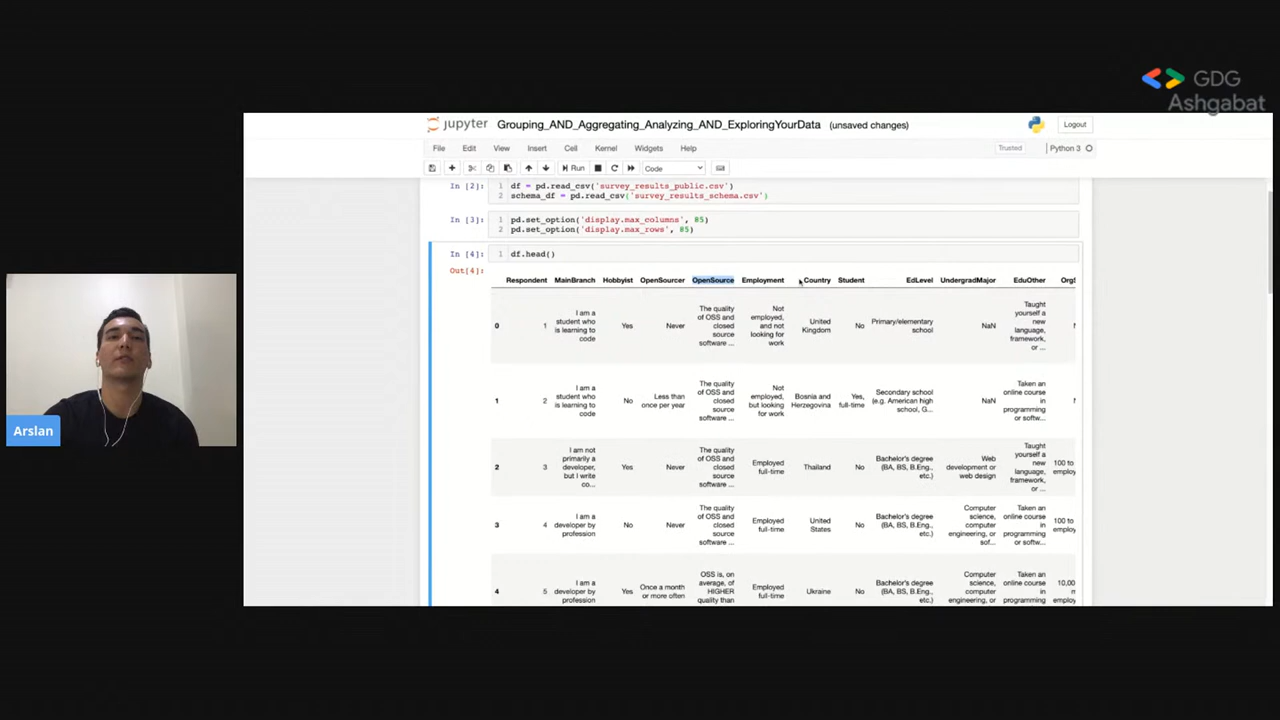 GDG
Ashgabat
jupyter Grouping_AND_Aggregating_Analyzing_AND_ExploringYourData (unsaved changes)
Logout
File Edit View Insert Cell Kernel Widgets Help
Trusted
Python 3
Run
Code
In [2]:
1 df = pd.read_csv('survey_results_public.csv')
2 schema_df = pd.read_csv('survey_results_schema.csv')
In [3]:
1 pd.set_option('display.max_columns', 85)
2 pd.set_option('display.max_rows', 85)
In [4]:
1 df.head()
Out[4]:
Respondent MainBranch Hobbyist OpenSourcer OpenSource Employment Country Student EdLevel UndergradMajor EduOther OrgS
0
1
I am a
student who
is learning to
code
Yes
Never
The quality
of OSS and
closed
source
software ...
Not
employed,
and not
looking for
work
United
Kingdom
No
Primary/elementary
school
NaN
Taught
yourself a
new
language,
framework,
or ...
1
2
I am a
student who
is learning to
code
No
Less than
once per year
The quality
of OSS and
closed
source
software ...
Not
employed,
but looking
for work
Bosnia and
Herzegovina
Yes,
full-time
Secondary school
(e.g. American high
school, G...
NaN
Taken an
online course
in
programming
or softw...
2
3
I am not
primarily a
developer,
but I write
co...
Yes
Never
The quality
of OSS and
closed
source
software ...
Employed
full-time
Thailand
No
Bachelor's degree
(BA, BS, B.Eng.,
etc.)
Web
development or
web design
Taught
yourself a
new
language,
framework,
or ...
100 to
employ
3
4
I am a
developer by
profession
No
Never
The quality
of OSS and
closed
source
software ...
Employed
full-time
United
States
No
Bachelor's degree
(BA, BS, B.Eng.,
etc.)
Computer
science,
computer
engineering, or
sof...
Taken an
online course
in
programming
or softw...
100 to
employ
4
5
I am a
developer by
profession
Yes
Once a month
or more often
OSS is, on
average, of
HIGHER
quality than
Employed
full-time
Ukraine
No
Bachelor's degree
(BA, BS, B.Eng.,
etc.)
Computer
science,
computer
engineering, or
Taken an
online course
in
programming
10,00
employ
Arslan